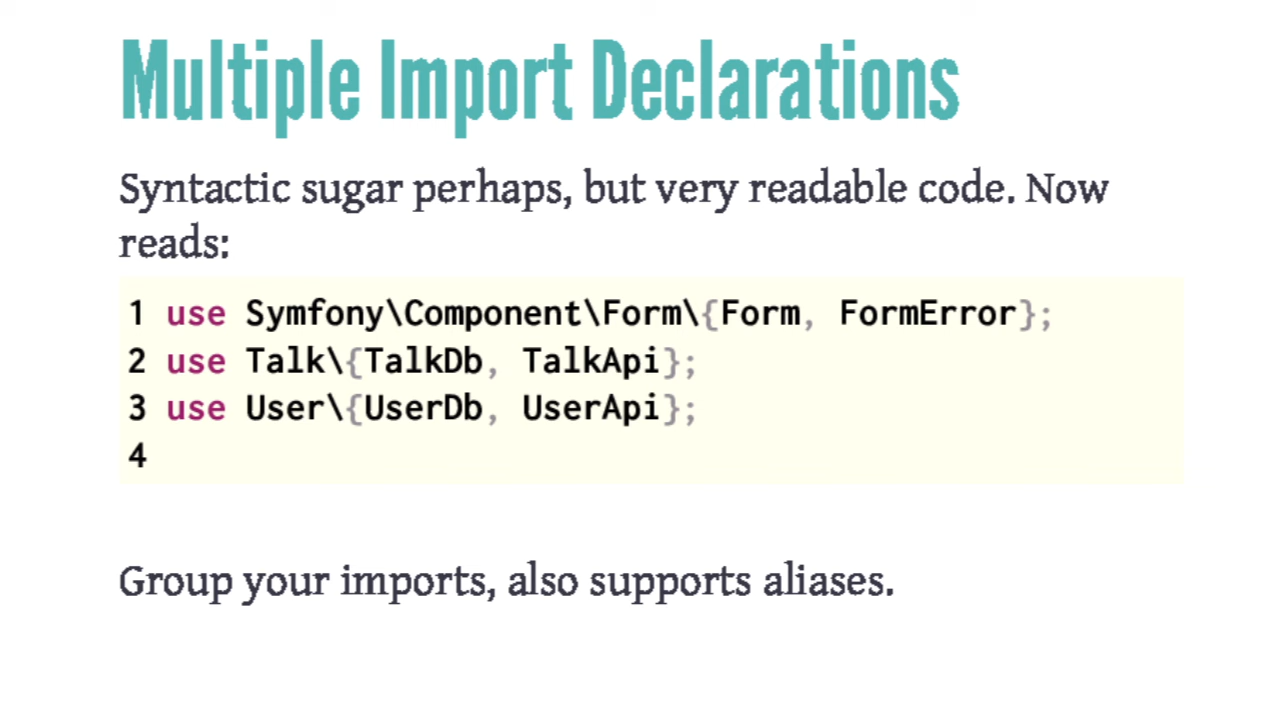 Multiple Import Declarations
Syntactic sugar perhaps, but very readable code. Now
reads:
1 use Symfony\Component\Form\{Form, FormError};
2 use Talk\{TalkDb, TalkApi};
3 use User\{UserDb, UserApi};
4
Group your imports, also supports aliases.